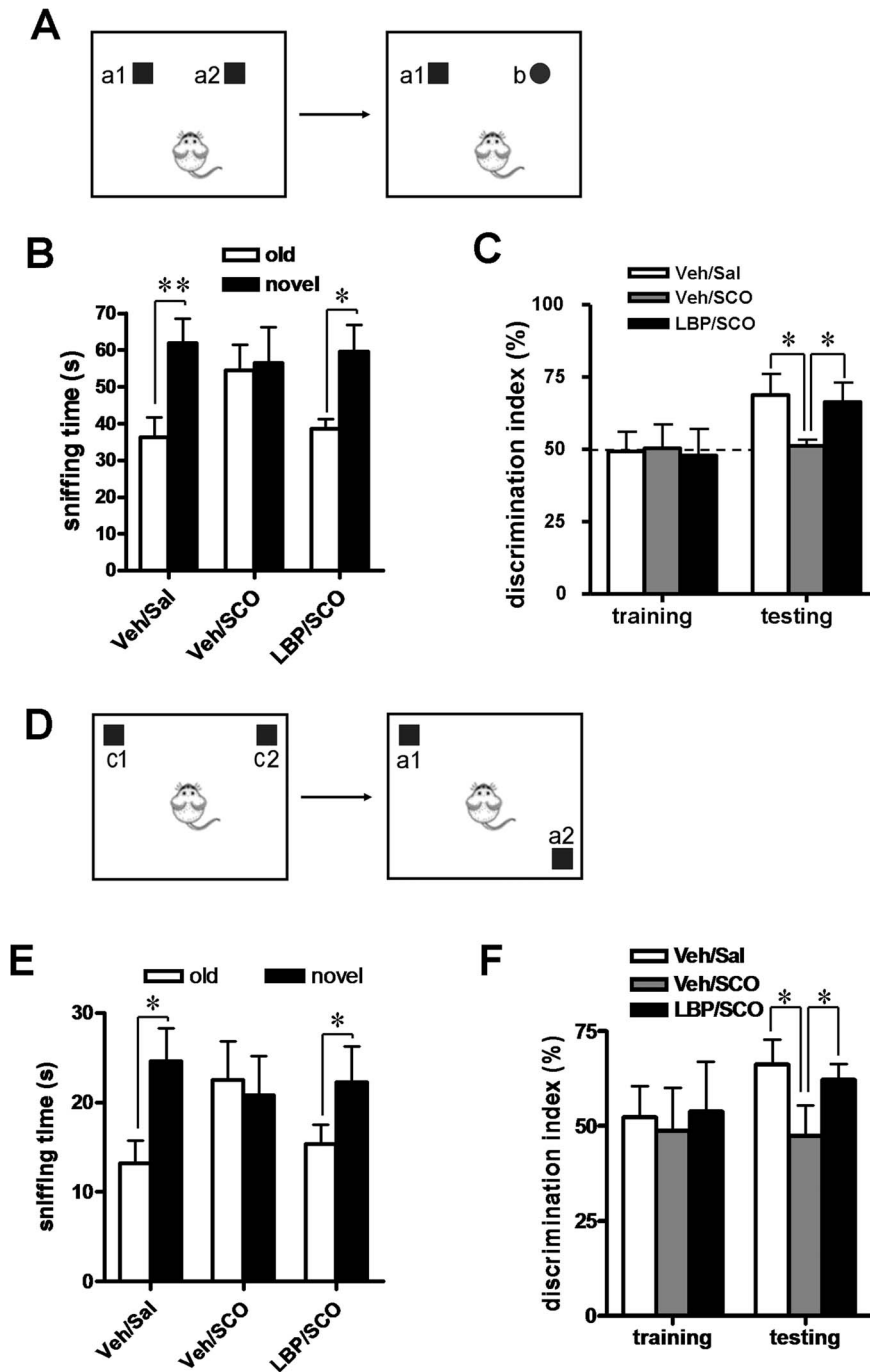 A
a1 a2
a1 b
B
old
novel
sniffing time (s)
70
60
50
40
30
20
10
0
** *
Veh/Sal Veh/SCO LBP/SCO
C
Veh/Sal
Veh/SCO
LBP/SCO
discrimination index (%)
100
75
50
25
0
* *
training testing
D
c1 c2
a1
a2
E
old novel
sniffing time (s)
30
20
10
0
* *
Veh/Sal Veh/SCO LBP/SCO
F
Veh/Sal
Veh/SCO
LBP/SCO
discrimination index (%)
75
50
25
0
* *
training testing